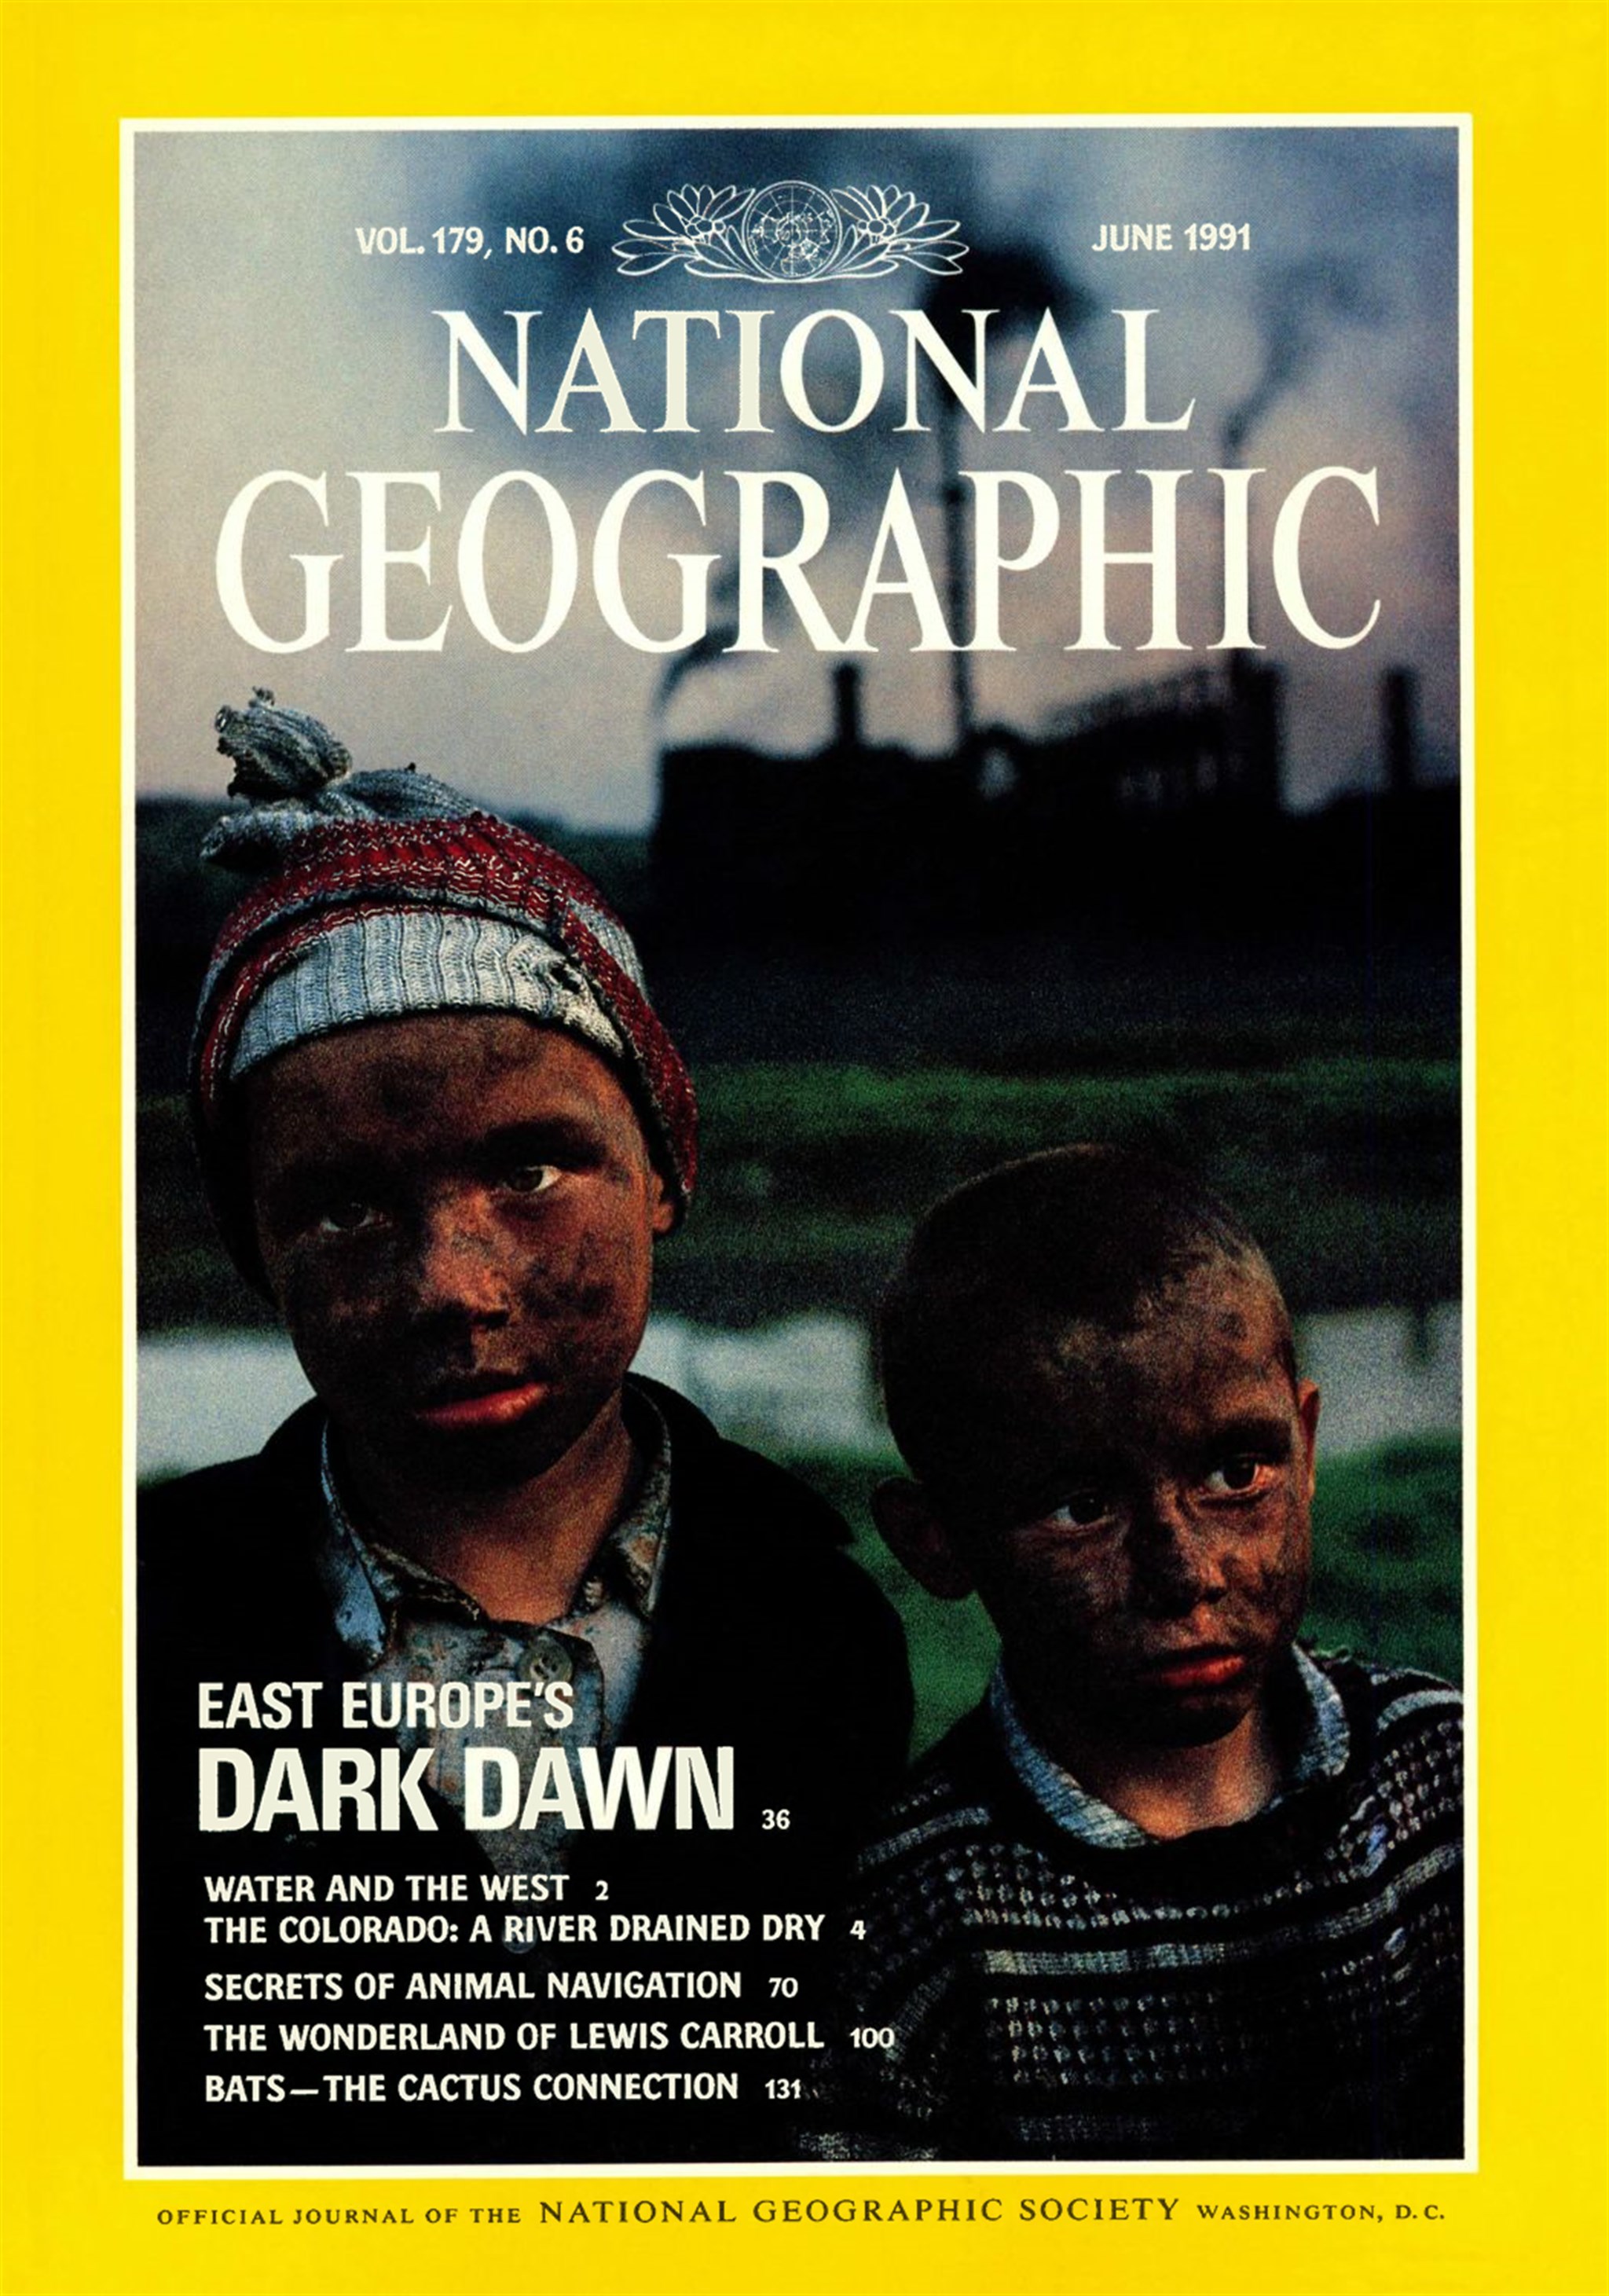 VOL. 179, NO. 6
JUNE 1991
NATIONAL
GEOGRAPHIC
EAST EUROPE'S
DARK DAWN 36
WATER AND THE WEST 2
THE COLORADO: A RIVER DRAINED DRY 4
SECRETS OF ANIMAL NAVIGATION 70
THE WONDERLAND OF LEWIS CARROLL 100
BATS—THE CACTUS CONNECTION 131
OFFICIAL JOURNAL OF THE NATIONAL GEOGRAPHIC SOCIETY WASHINGTON, D.C.